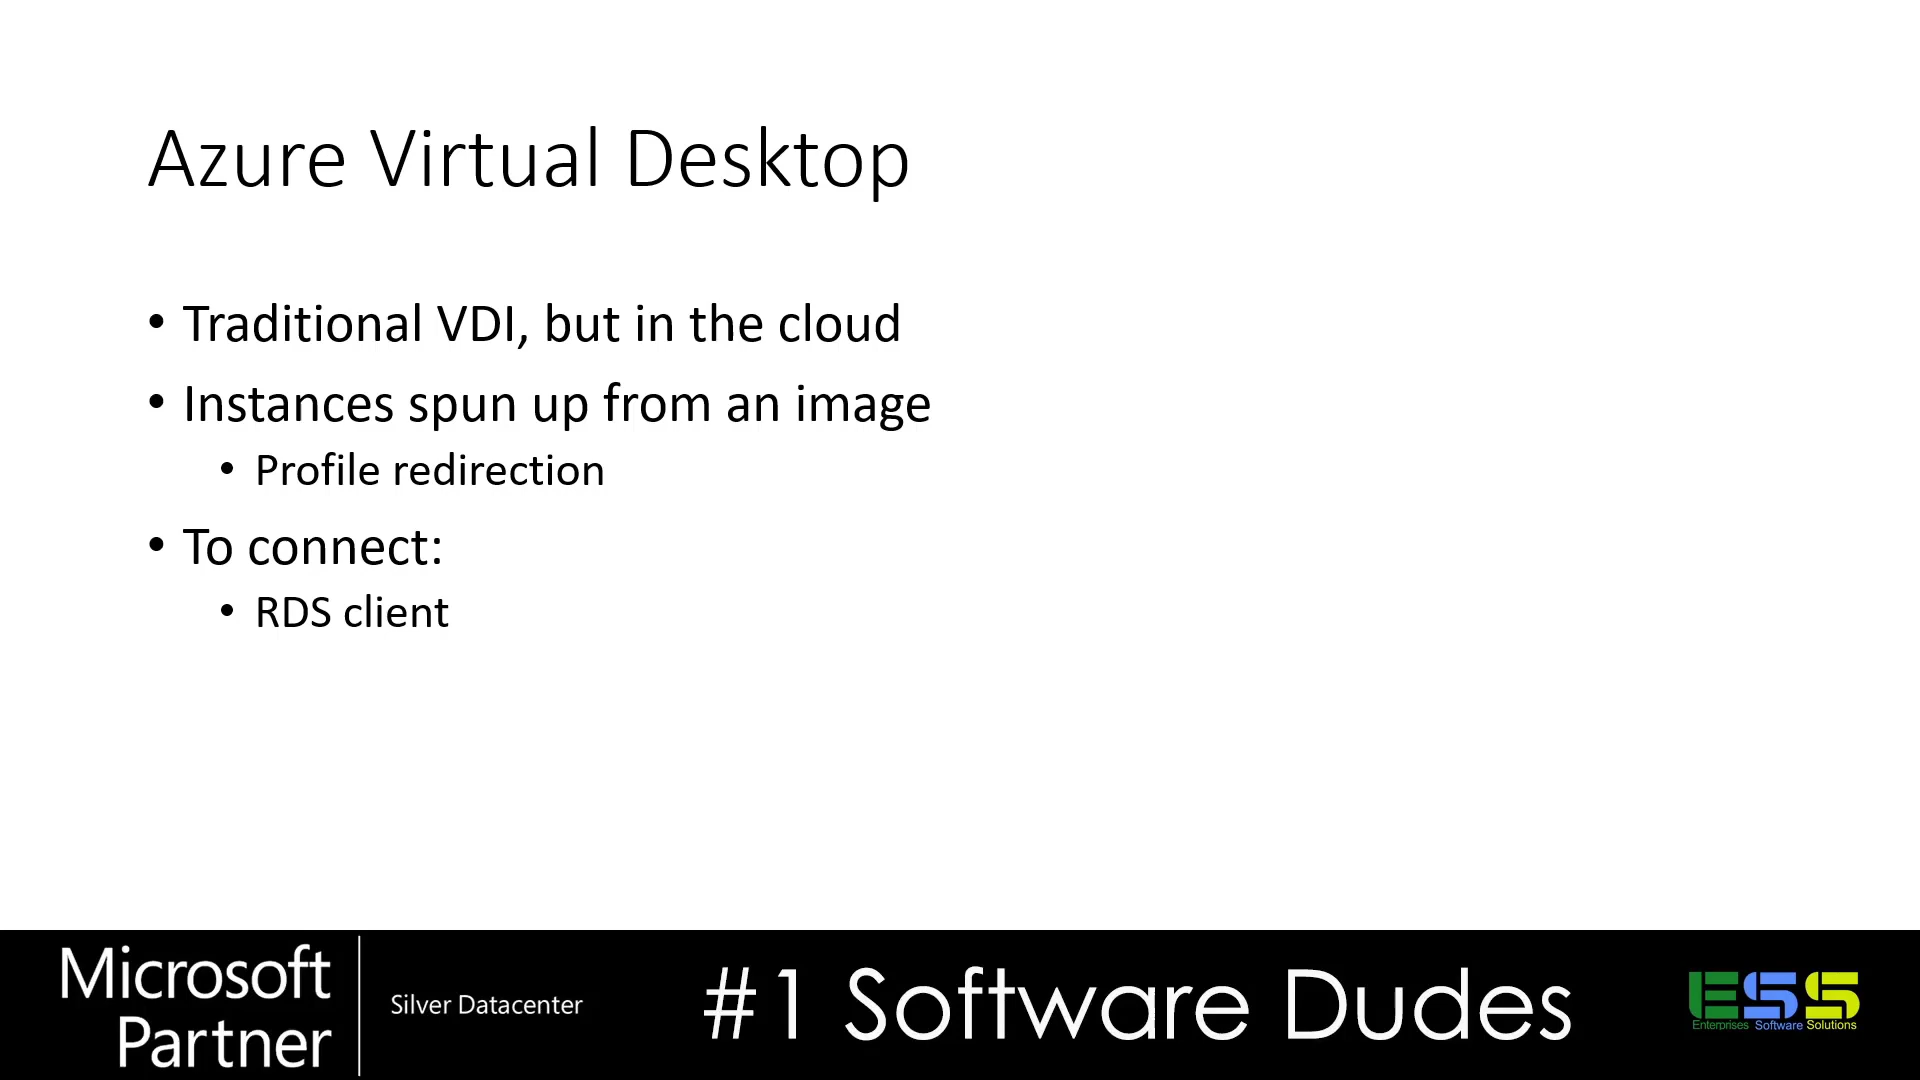 Azure Virtual Desktop
• Traditional VDI, but in the cloud
• Instances spun up from an image
• Profile redirection
• To connect:
• RDS client
Microsoft
Partner
Silver Datacenter
#1 Software Dudes
ESS
Enterprises Software Solutions